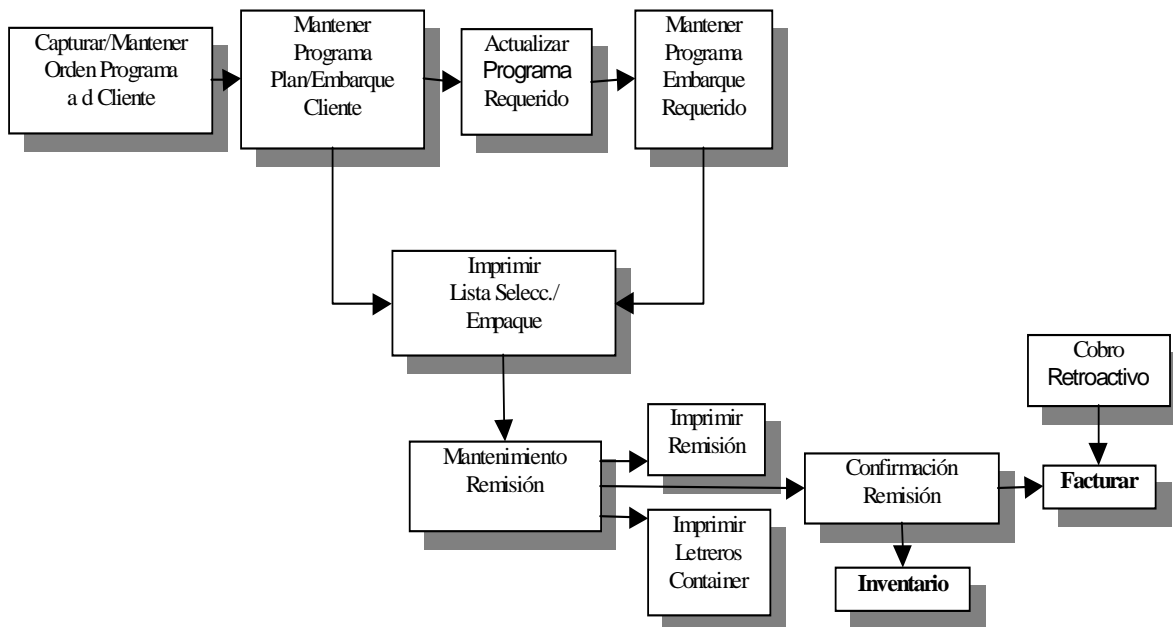 Capturar/Mantener
Orden Programa
a d Cliente
Mantener
Programa
Plan/Embarque
Cliente
Actualizar
Programa
Requerido
Mantener
Programa
Embarque
Requerido
Imprimir
Lista Selecc./
Empaque
Cobro
Retroactivo
Mantenimiento
Remisión
Imprimir
Remisión
Confirmación
Remisión
Facturar
Imprimir
Letreros
Container
Inventario